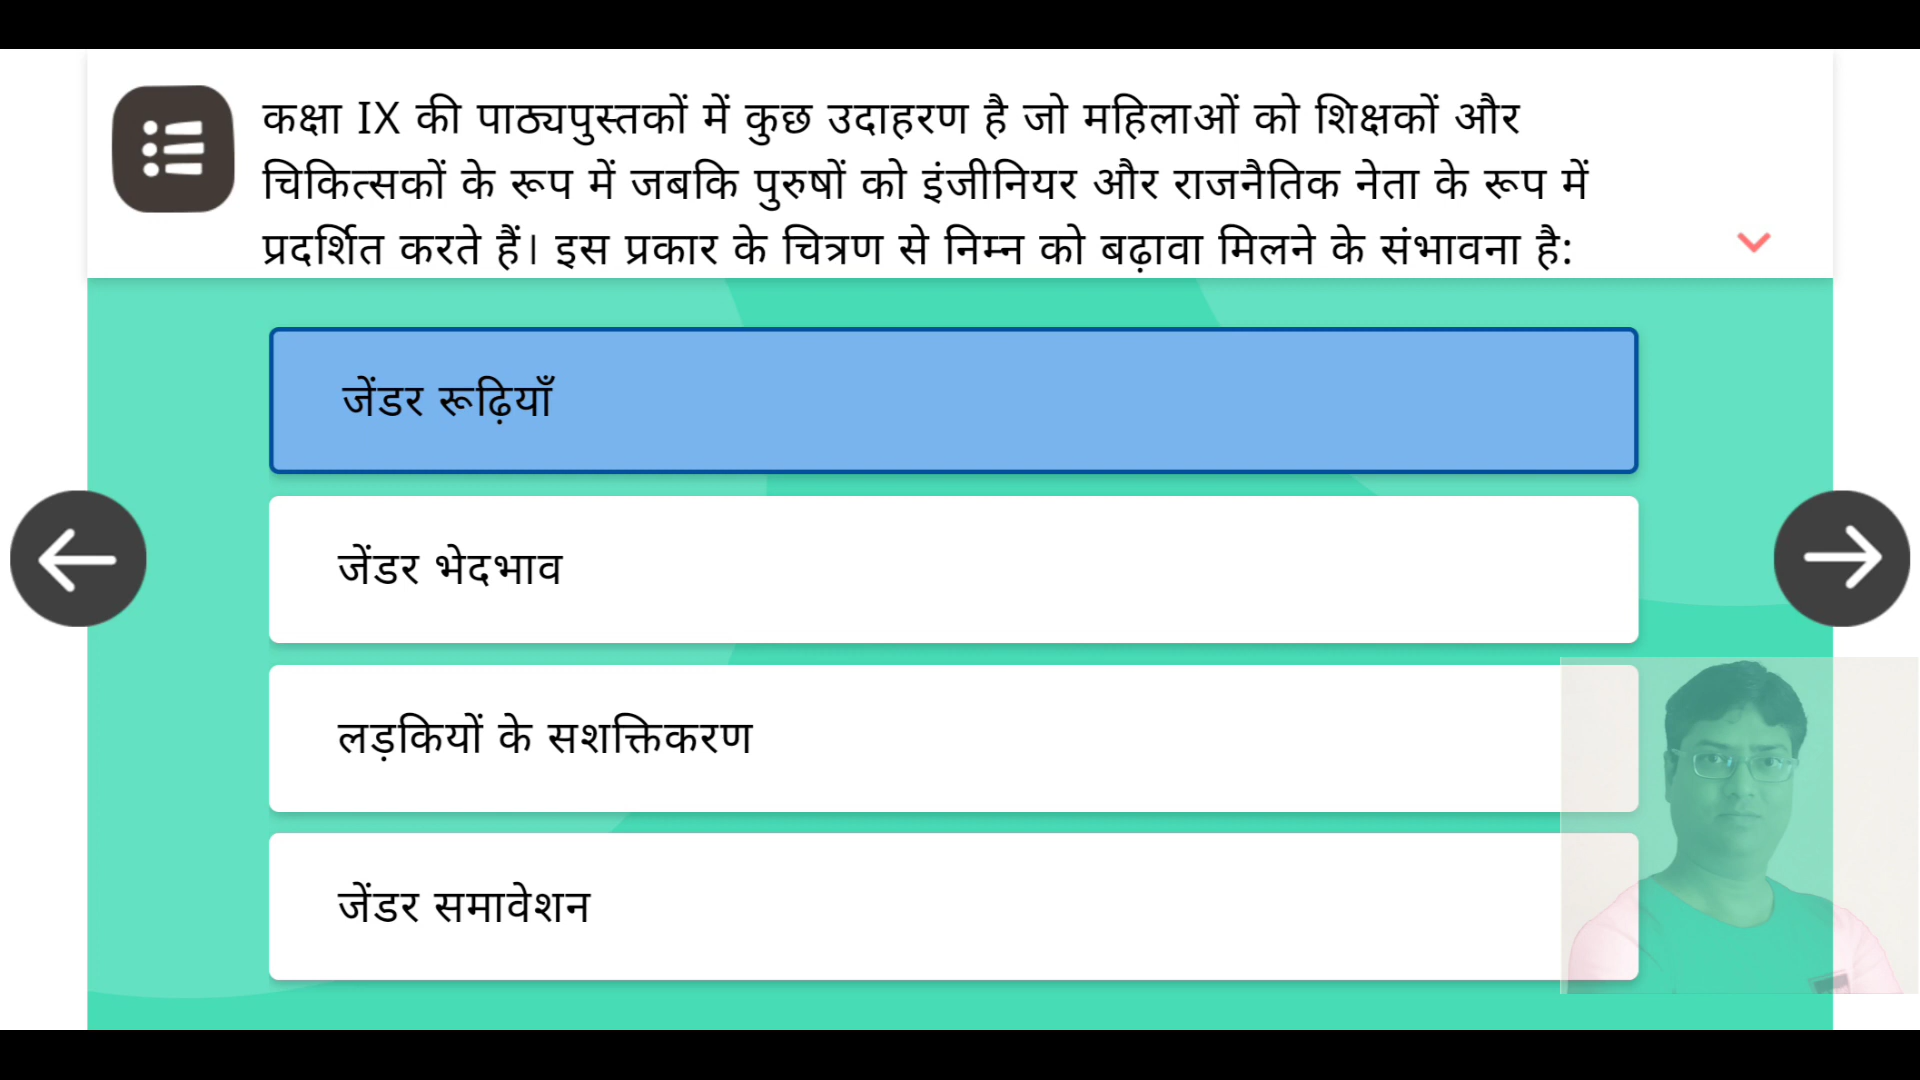 कक्षा IX की पाठ्यपुस्तकों में कुछ उदाहरण है जो महिलाओं को शिक्षकों और
चिकित्सकों के रूप में जबकि पुरुषों को इंजीनियर और राजनैतिक नेता के रूप में
प्रदर्शित करते हैं। इस प्रकार के चित्रण से निम्न को बढ़ावा मिलने के संभावना है:
जेंडर रूढ़ियाँ
जेंडर भेदभाव
लड़कियों के सशक्तिकरण
जेंडर समावेशन